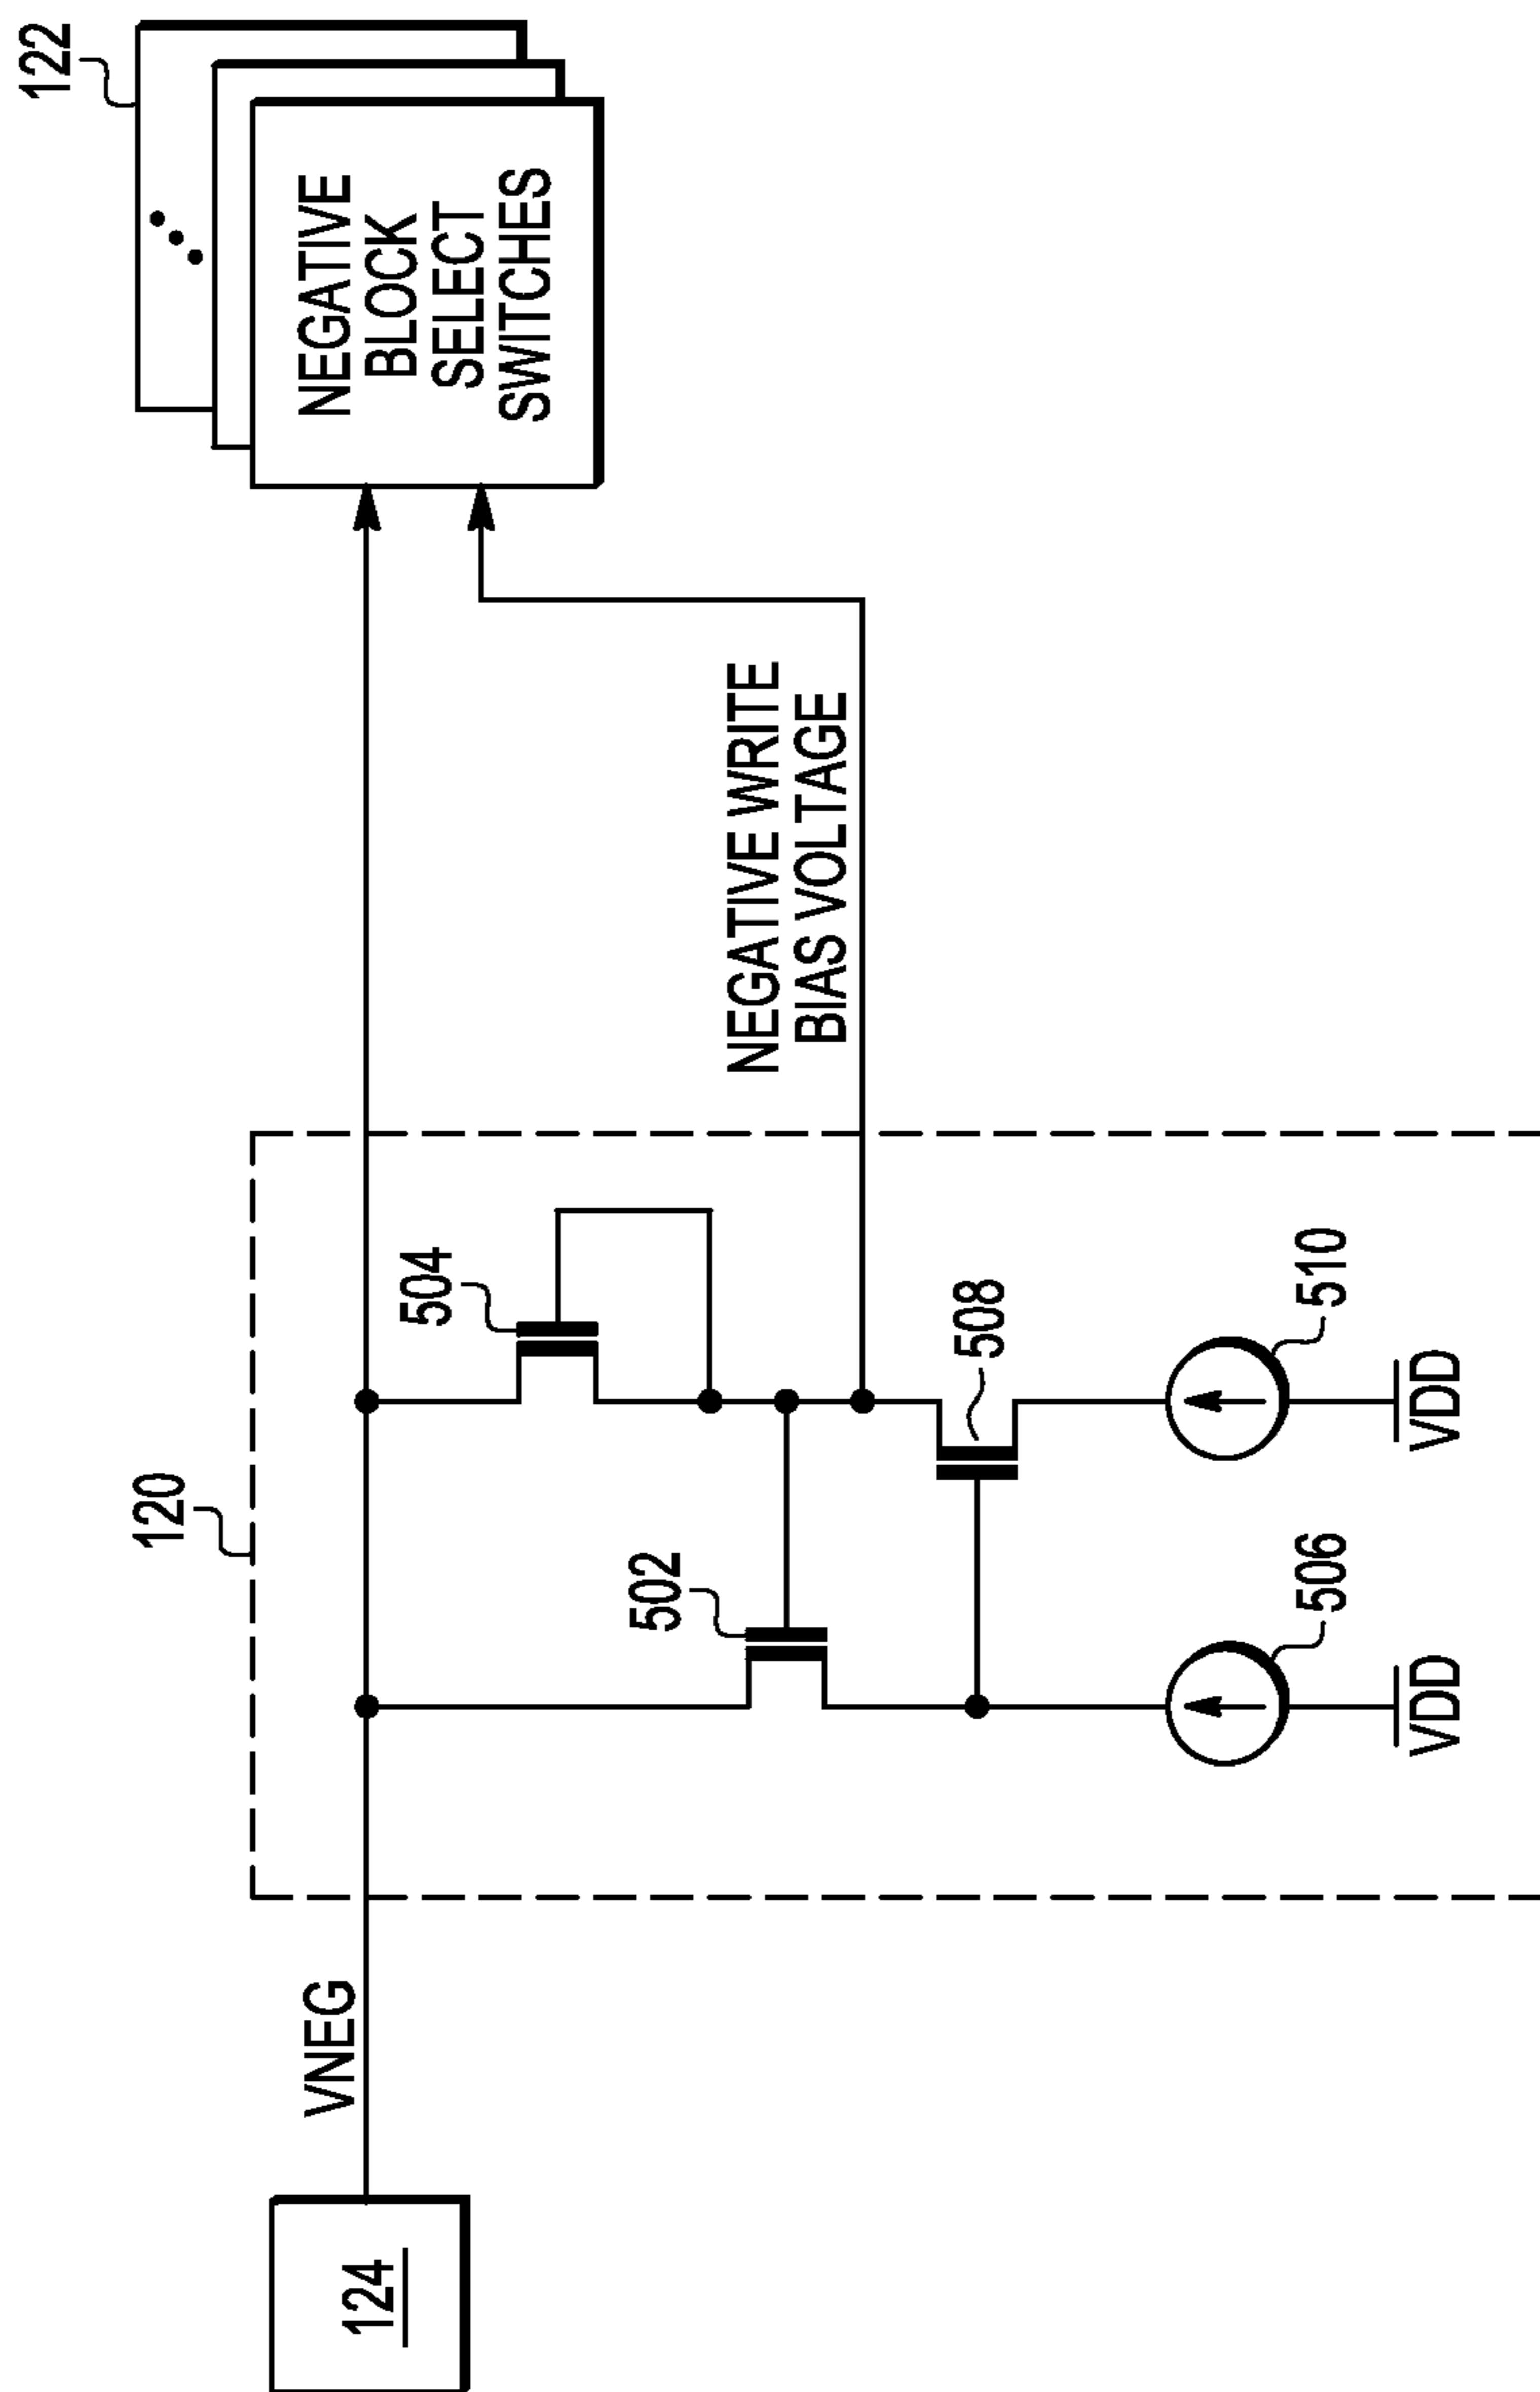 122
NEGATIVE
BLOCK
SELECT
SWITCHES
NEGATIVE WRITE
BIAS VOLTAGE
120
504
502
508
510
506
VDD
VDD
VNEG
124